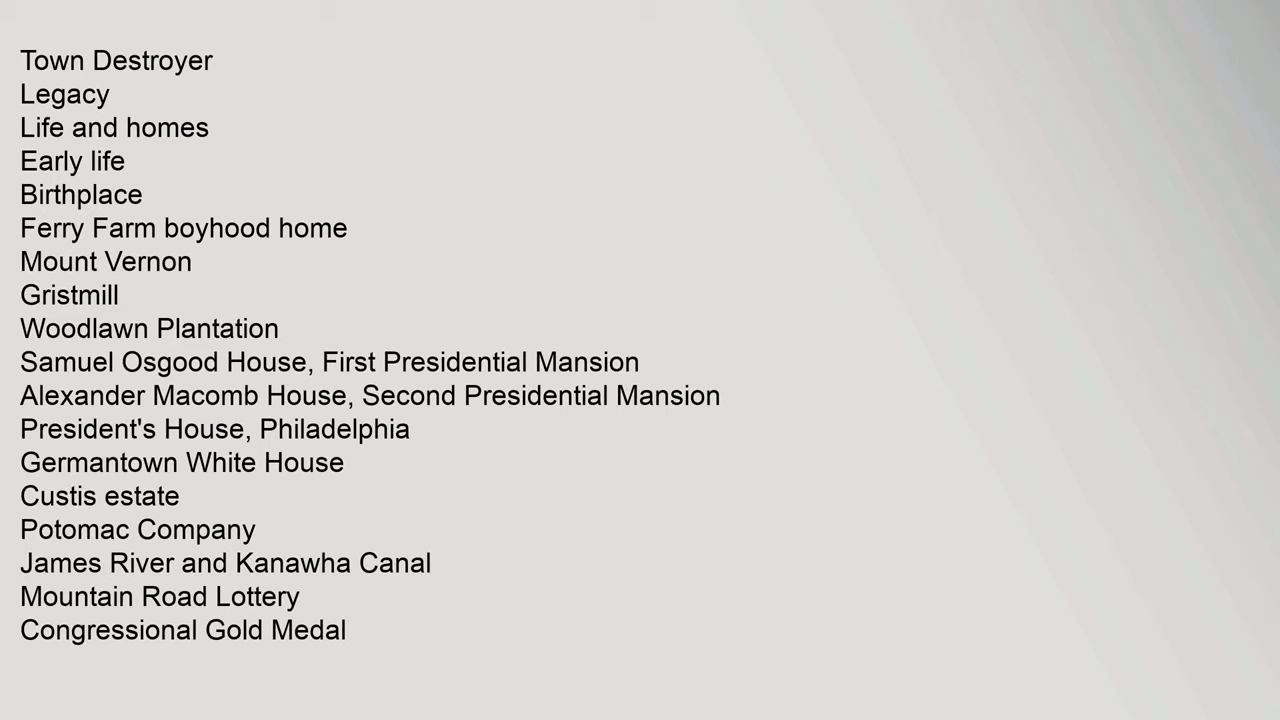 Town Destroyer
Legacy
Life and homes
Early life
Birthplace
Ferry Farm boyhood home
Mount Vernon
Gristmill
Woodlawn Plantation
Samuel Osgood House, First Presidential Mansion
Alexander Macomb House, Second Presidential Mansion
President's House, Philadelphia
Germantown White House
Custis estate
Potomac Company
James River and Kanawha Canal
Mountain Road Lottery
Congressional Gold Medal